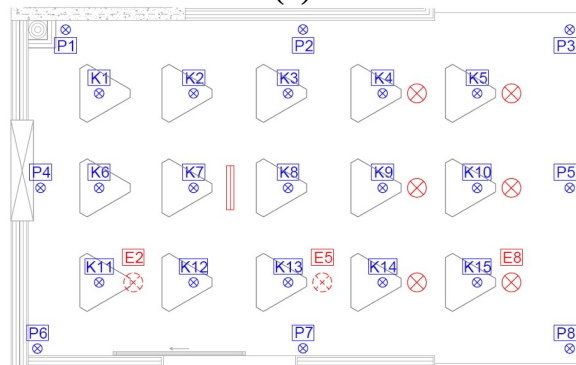 P1 P2 P3
K1 K2 K3 K4 K5
P4 K6 K7 K8 K9 K10 P5
E2 E5 E8
K11 K12 K13 K14 K15
P6 P7 P8